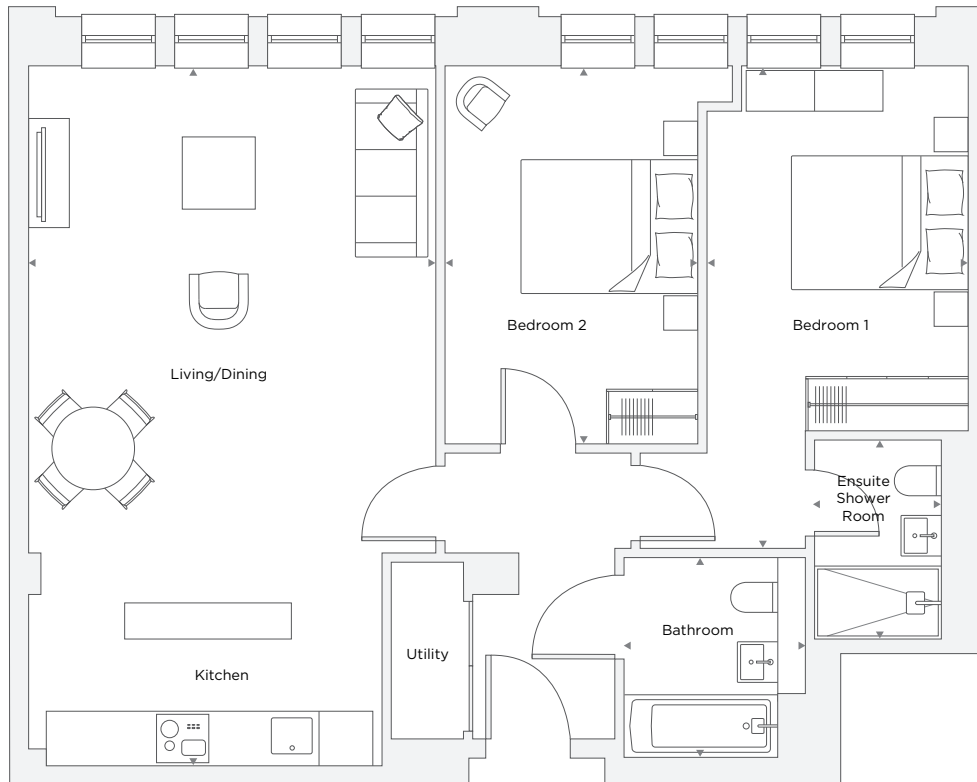 Bedroom 2
Bedroom 1
Living/Dining
Ensuite
Shower
Room
Bathroom
Utility
Kitchen